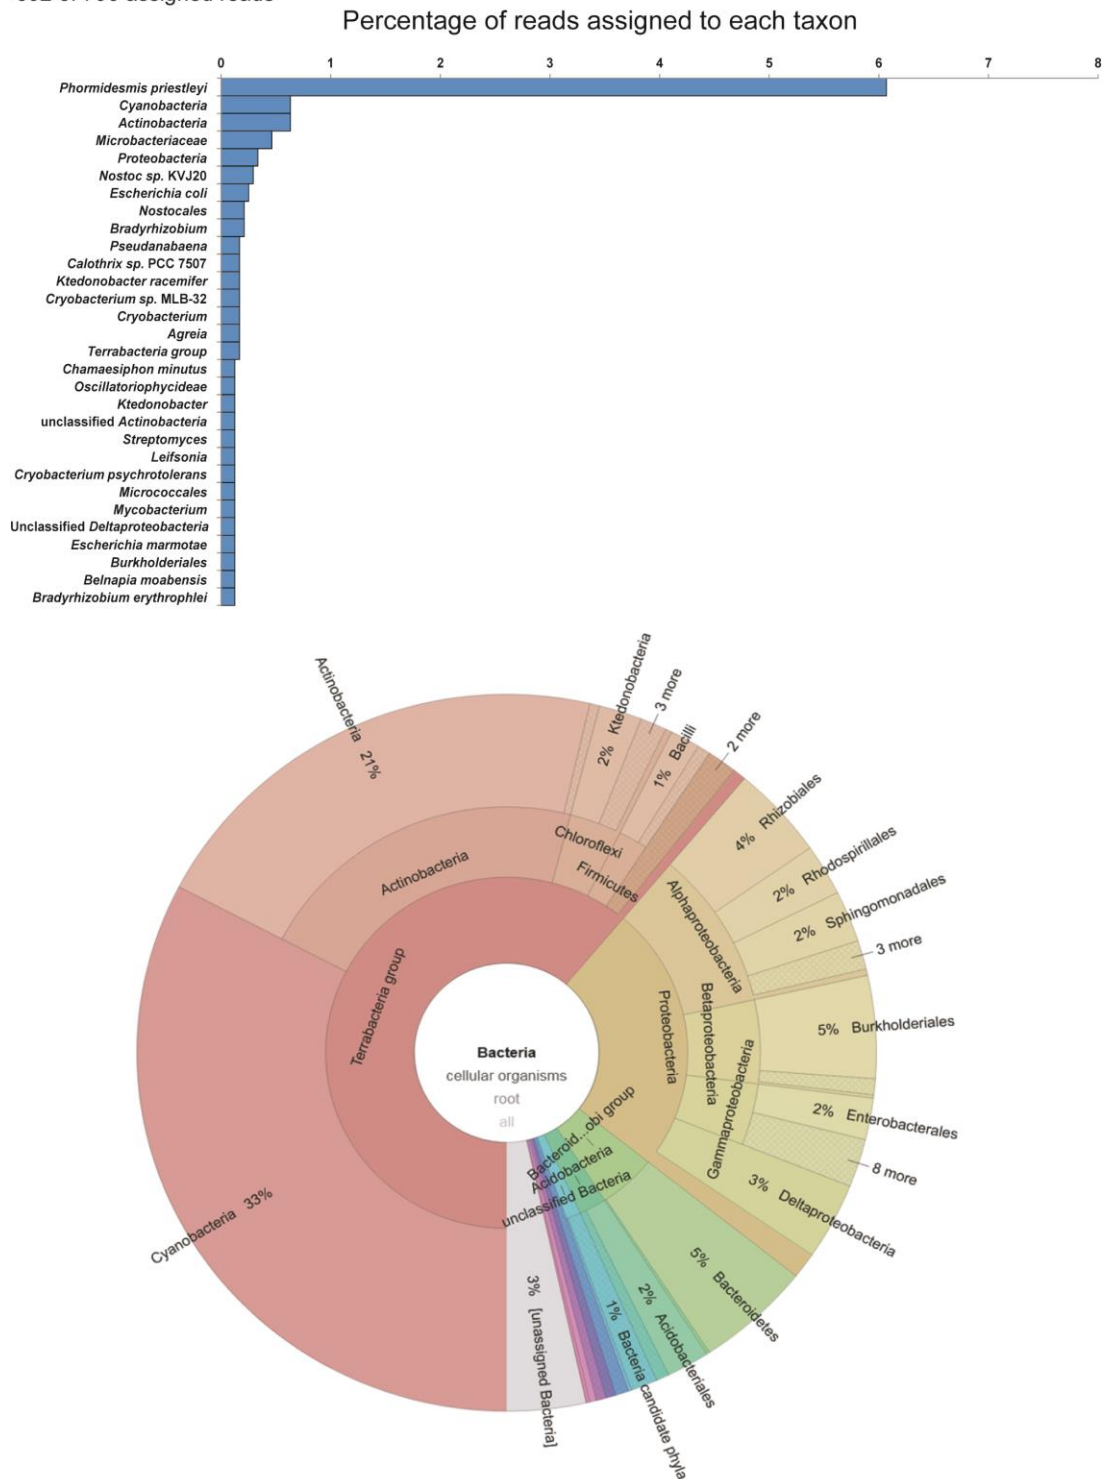 assigned reads
Percentage of reads assigned to each taxon
0 1 2 3 4 5 6 7 8
Phormidesmis priestleyi
Cyanobacteria
Actinobacteria
Microbacteriaceae
Proteobacteria
Nostoc sp. KVJ20
Escherichia coli
Nostocales
Bradyrhizobium
Pseudanabaena
Calothrix sp. PCC 7507
Ktedonobacter racemifer
Cryobacterium sp. MLB-32
Cryobacterium
Agreia
Terrabacteria group
Chamaesiphon minutus
Oscillatoriophycideae
Ktedonobacter
unclassified Actinobacteria
Streptomyces
Leifsonia
Cryobacterium psychrotolerans
Micrococcales
Mycobacterium
Unclassified Deltaproteobacteria
Escherichia marmotae
Burkholderiales
Belnapia moabensis
Bradyrhizobium erythrophlei
Actinobacteria 21%
2% Ktedonobacteria
3 more
1% Bacilli
2 more
Chloroflexi
Firmicutes
Actinobacteria
4% Rhizobiales
2% Rhodospirillales
2% Sphingomonadales
3 more
Alphaproteobacteria
Terrabacteria group
Proteobacteria
Betaproteobacteria
5% Burkholderiales
Bacteria
cellular organisms
root
all
Gammaproteobacteria
2% Enterobacterales
8 more
3% Deltaproteobacteria
Bacteroid...obi group
Acidobacteria
unclassified Bacteria
Cyanobacteria 33%
5% Bacteroidetes
2% Acidobacteriales
1% Bacteria candidate phyla
3% [unassigned Bacteria]